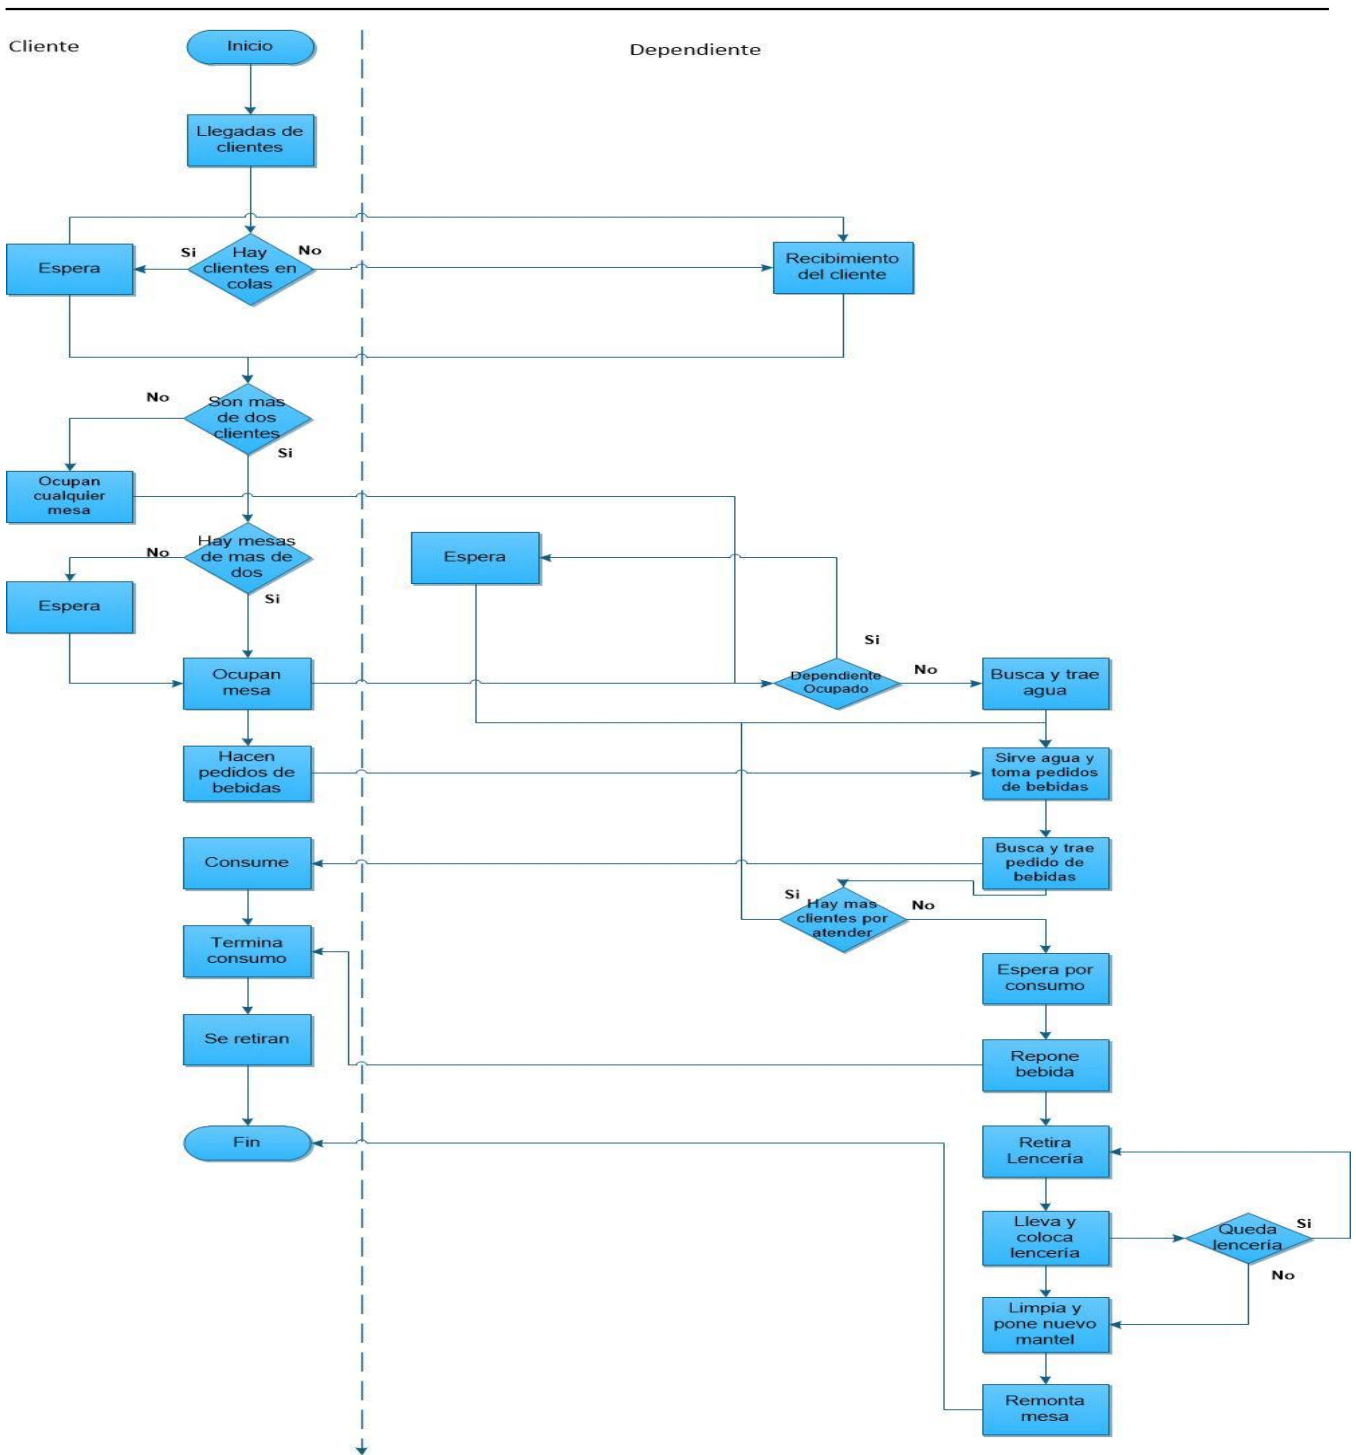 Cliente
Inicio
Dependiente
Llegadas de
clientes
Espera
Si
Hay
clientes en
colas
No
Recibimiento
del cliente
No
Son mas
de dos
clientes
Si
Ocupan
cualquier
mesa
No
Hay mesas
de mas de
dos
Si
Espera
Espera
Ocupan
mesa
Si
Dependiente
Ocupado
No
Busca y trae
agua
Hacen
pedidos de
bebidas
Sirve agua y
toma pedidos
de bebidas
Consume
Busca y trae
pedido de
bebidas
Si
Hay mas
clientes por
atender
No
Termina
consumo
Espera por
consumo
Se retiran
Repone
bebida
Fin
Retira
Lencería
Lleva y
coloca
lencería
Queda
lencería
Si
No
Limpia y
pone nuevo
mantel
Remonta
mesa